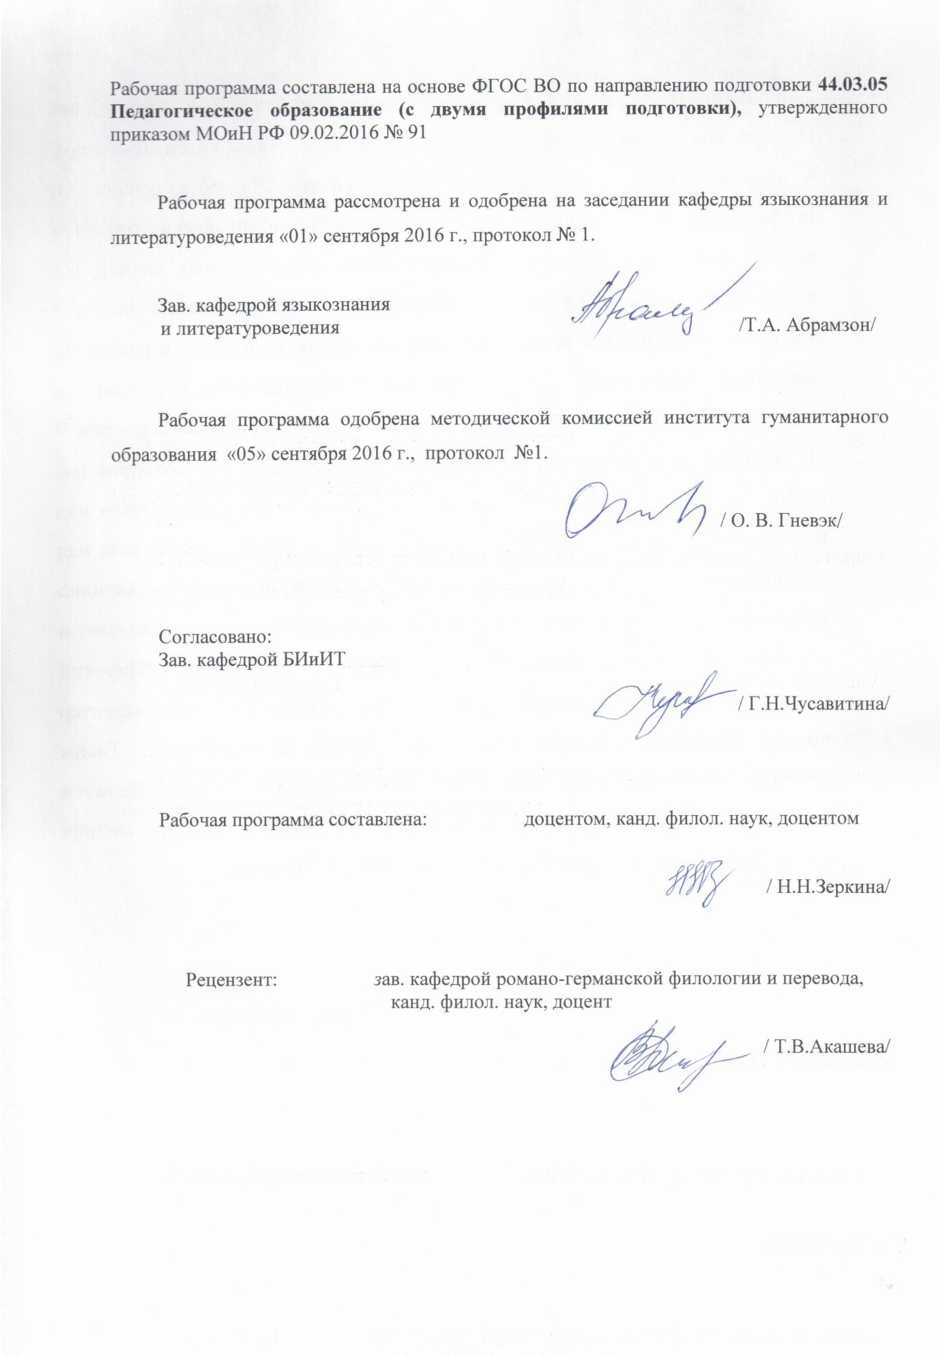 Рабочая программа составлена на основе ФГОС ВО по направлению подготовки 44.03.05
Педагогическое образование (с двумя профилями подготовки), утвержденного
приказом МОиН РФ 09.02.2016 № 91
Рабочая программа рассмотрена и одобрена на заседании кафедры языкознания и
литературоведения «01» сентября 2016 г., протокол № 1.
Зав. кафедрой языкознания
и литературоведения
/Т.А. Абрамзон/
Рабочая программа одобрена методической комиссией института гуманитарного
образования «05» сентября 2016 г., протокол №1.
/ О. В. Гневэк/
Согласовано:
Зав. кафедрой БИиИТ
/ Г.Н.Чусавитина/
Рабочая программа составлена: доцентом, канд. филол. наук, доцентом
/ Н.Н.Зеркина/
Рецензент: зав. кафедрой романо-германской филологии и перевода,
канд. филол. наук, доцент
/ Т.В.Акашева/